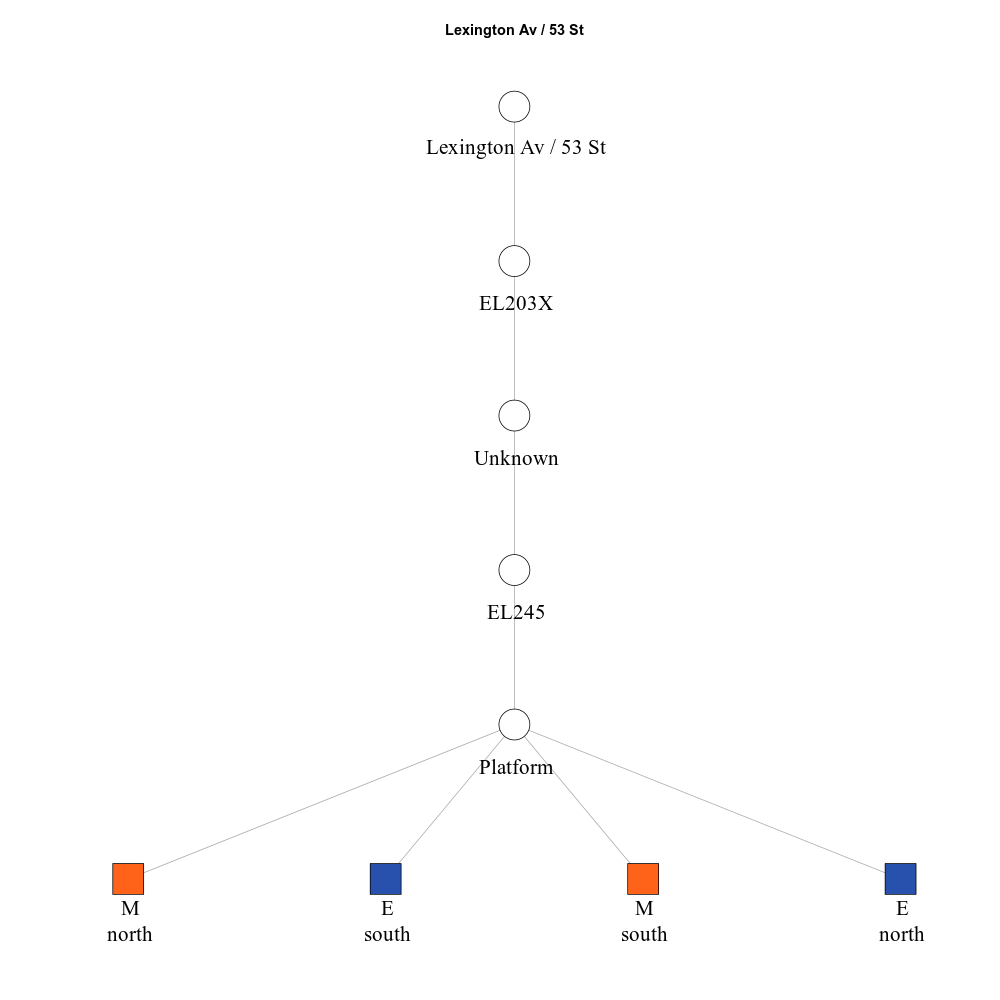 Lexington Av / 53 St
Lexington Av / 53 St
EL203X
Unknown
EL245
Platform
M
north
E
south
M
south
E
north